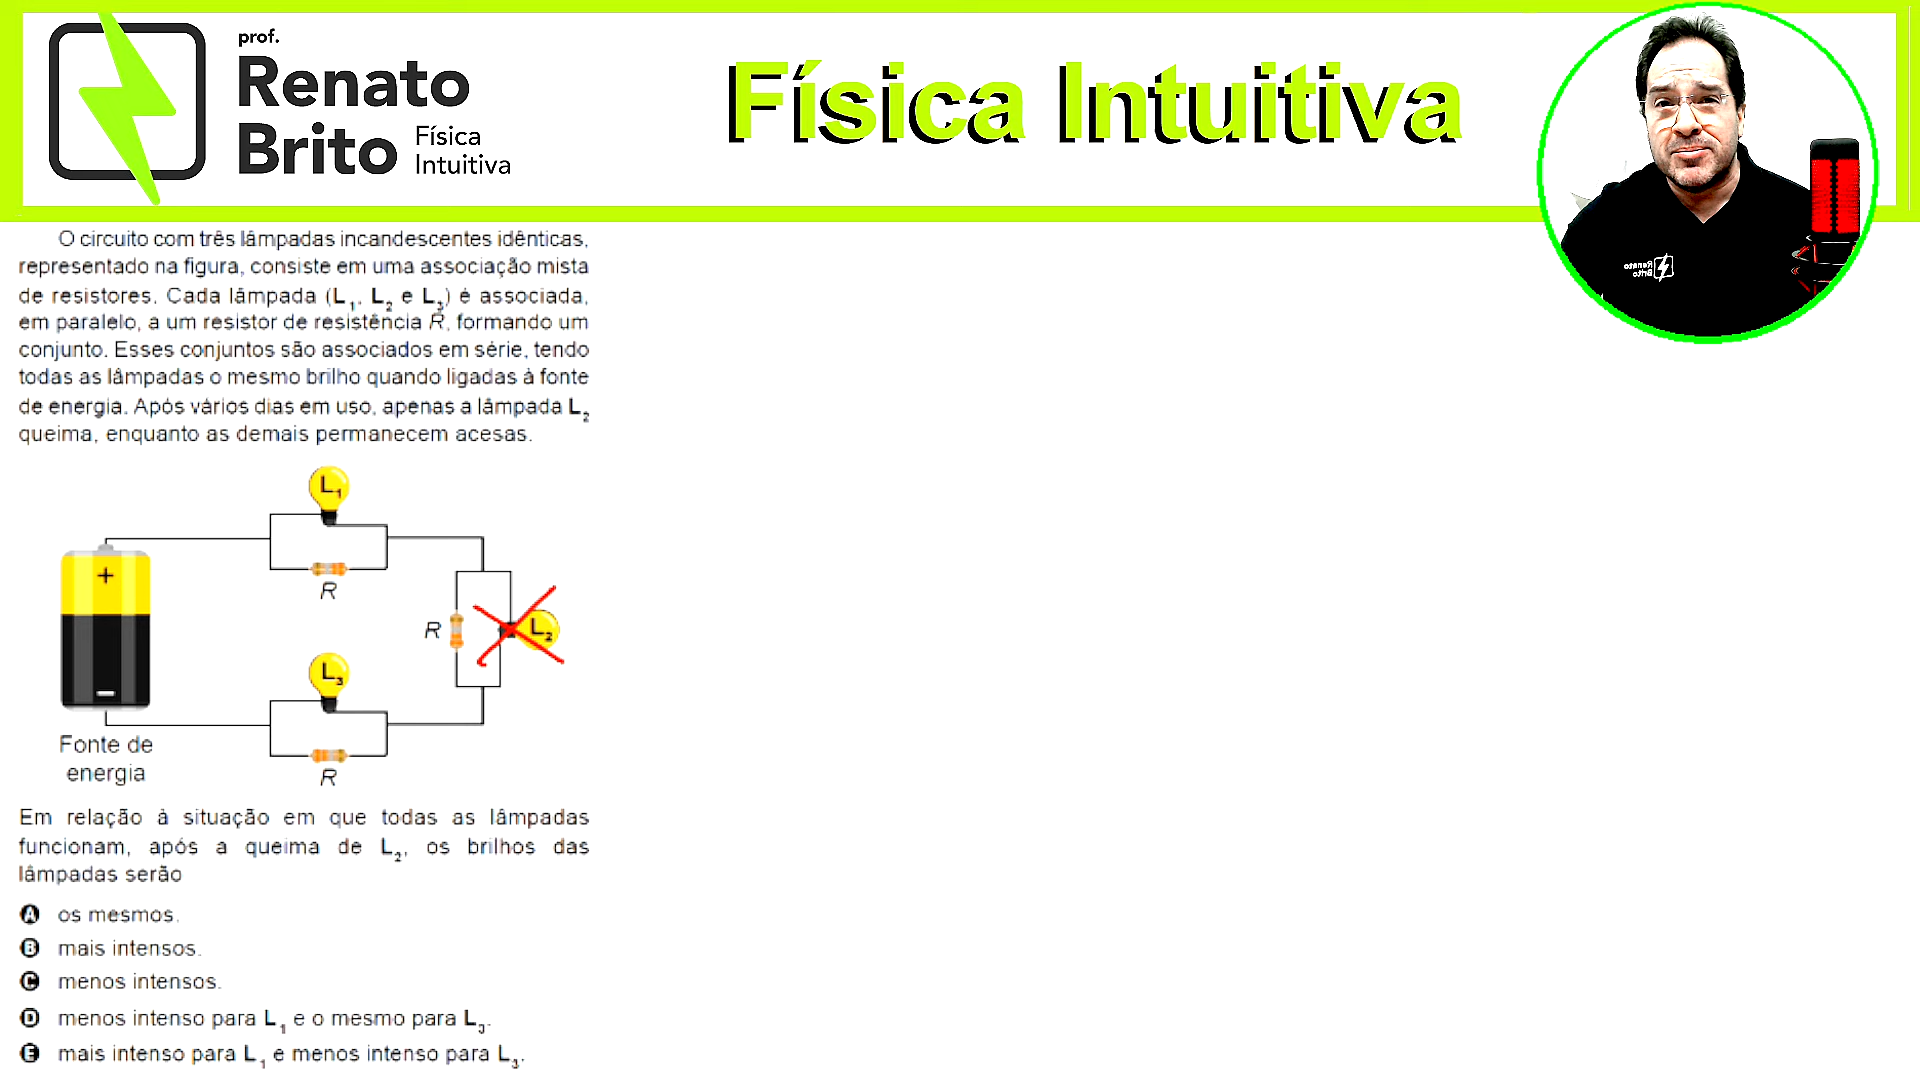 prof.
Renato
Brito Física
Intuitiva
Física Intuitiva
Renato
Brito
O circuito com três lâmpadas incandescentes idênticas,
representado na figura, consiste em uma associação mista
de resistores. Cada lâmpada (L₁, L₂ e L₃) é associada,
em paralelo, a um resistor de resistência R, formando um
conjunto. Esses conjuntos são associados em série, tendo
todas as lâmpadas o mesmo brilho quando ligadas à fonte
de energia. Após vários dias em uso, apenas a lâmpada L₂
queima, enquanto as demais permanecem acesas.
L₁
+
R
R
L₂
L₃
–
Fonte de
energia
R
Em relação à situação em que todas as lâmpadas
funcionam, após a queima de L₂, os brilhos das
lâmpadas serão
A os mesmos.
B mais intensos.
C menos intensos.
D menos intenso para L₁ e o mesmo para L₃.
E mais intenso para L₁ e menos intenso para L₃.